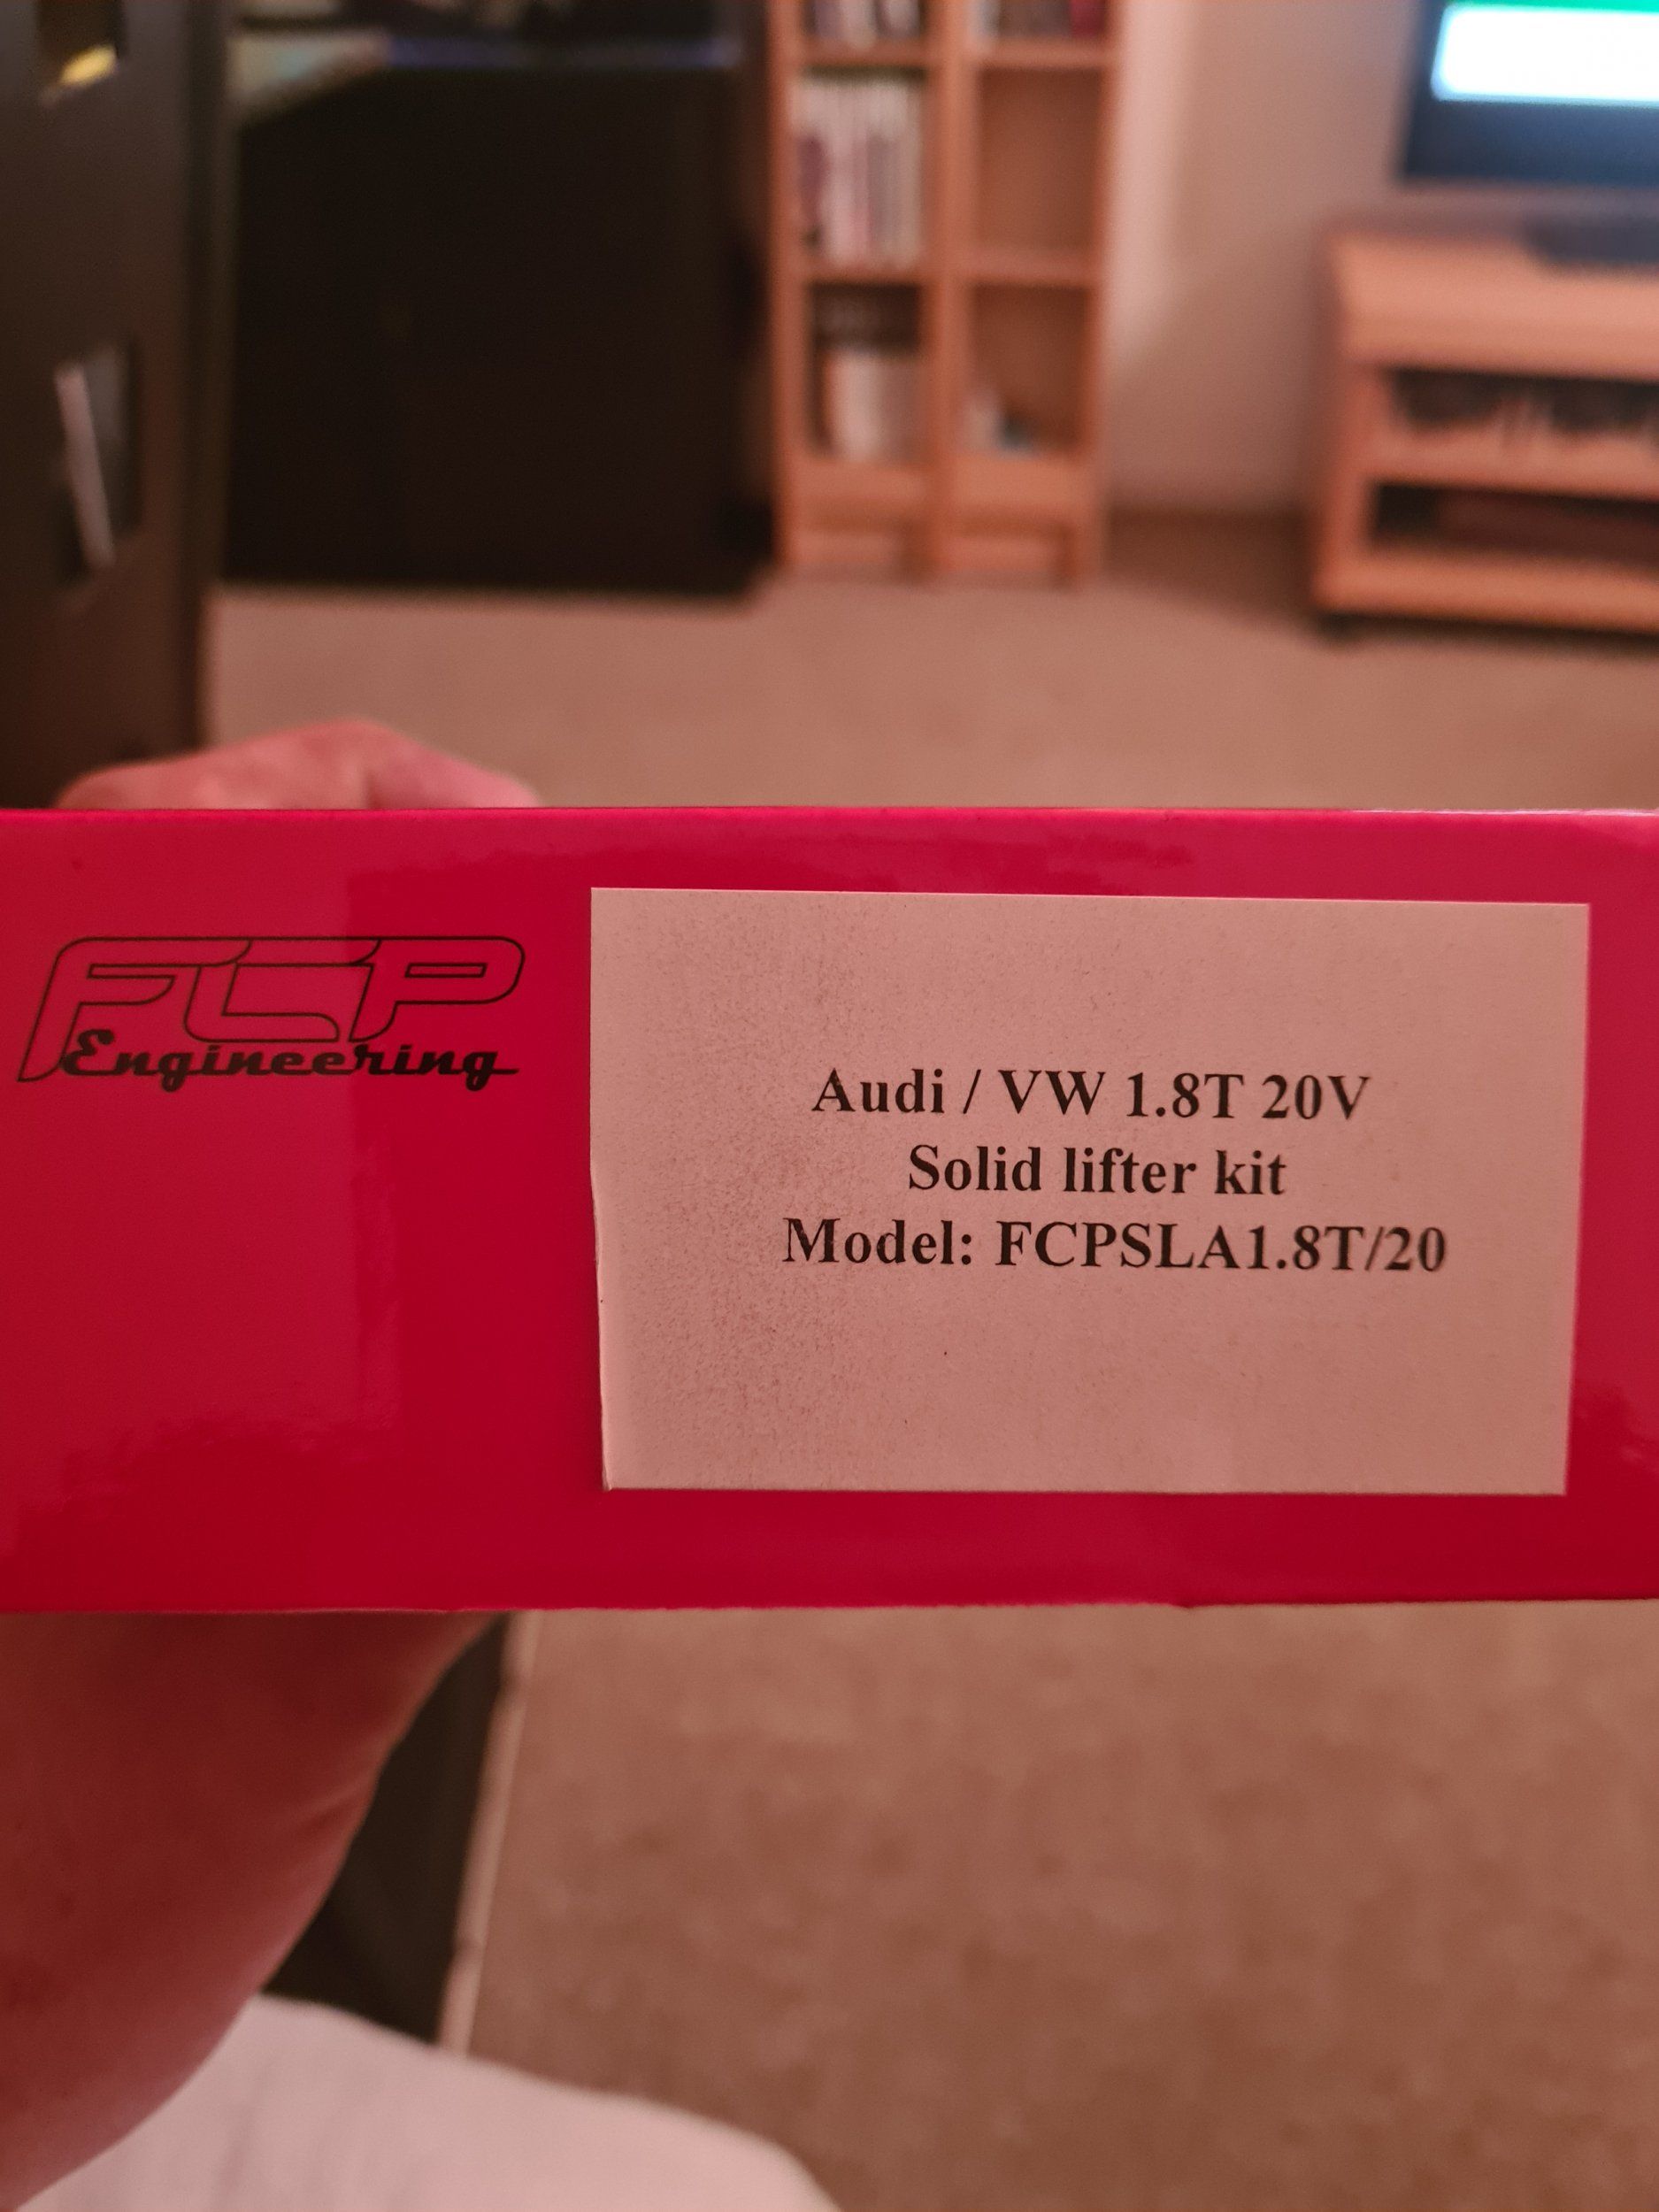 FCP
Engineering
Audi / VW 1.8T 20V
Solid lifter kit
Model: FCPSLA1.8T/20